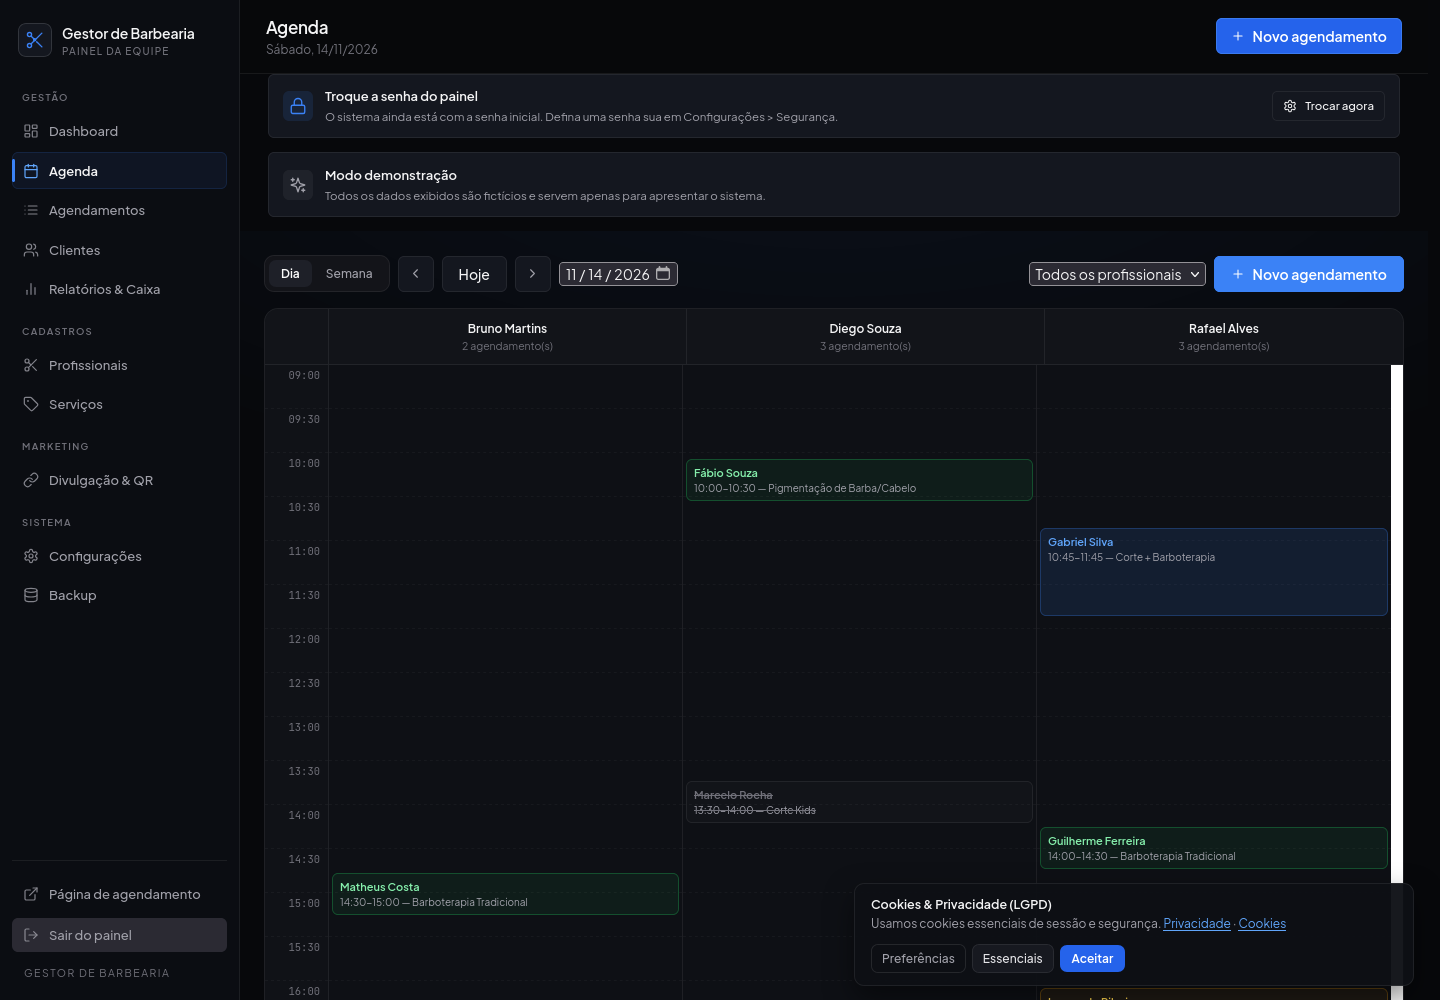 Gestor de Barbearia
PAINEL DA EQUIPE
GESTÃO
Dashboard
Agenda
Agendamentos
Clientes
Relatórios & Caixa
CADASTROS
Profissionais
Serviços
MARKETING
Divulgação & QR
SISTEMA
Configurações
Backup
Página de agendamento
Sair do painel
GESTOR DE BARBEARIA
Agenda
Sábado, 14/11/2026
Novo agendamento
Troque a senha do painel
O sistema ainda está com a senha inicial. Defina uma senha sua em Configurações > Segurança.
Trocar agora
Modo demonstração
Todos os dados exibidos são fictícios e servem apenas para apresentar o sistema.
Dia
Semana
Hoje
11 / 14 / 2026
Todos os profissionais
Novo agendamento
Bruno Martins
2 agendamento(s)
Diego Souza
3 agendamento(s)
Rafael Alves
3 agendamento(s)
09:00
09:30
10:00
Fábio Souza
10:00–10:30 — Pigmentação de Barba/Cabelo
10:30
Gabriel Silva
10:45–11:45 — Corte + Barboterapia
11:00
11:30
12:00
12:30
13:00
13:30
Marcelo Rocha
13:30–14:00 — Corte Kids
14:00
Guilherme Ferreira
14:00–14:30 — Barboterapia Tradicional
14:30
Matheus Costa
14:30–15:00 — Barboterapia Tradicional
15:00
15:30
16:00
Cookies & Privacidade (LGPD)
Usamos cookies essenciais de sessão e segurança. Privacidade · Cookies
Preferências
Essenciais
Aceitar